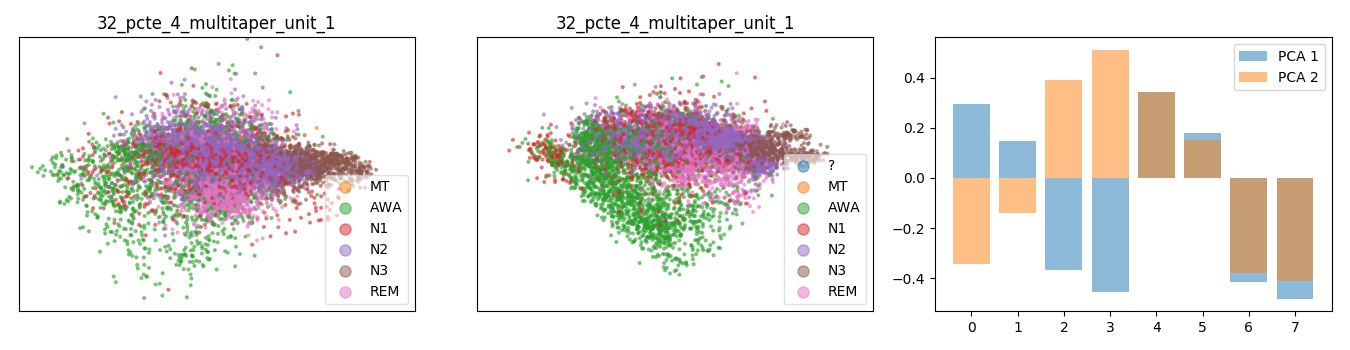 32_pcte_4_multitaper_unit_1
MT
AWA
N1
N2
N3
REM
32_pcte_4_multitaper_unit_1
?
MT
AWA
N1
N2
N3
REM
PCA 1
PCA 2
0.4
0.2
0.0
−0.2
−0.4
0 1 2 3 4 5 6 7